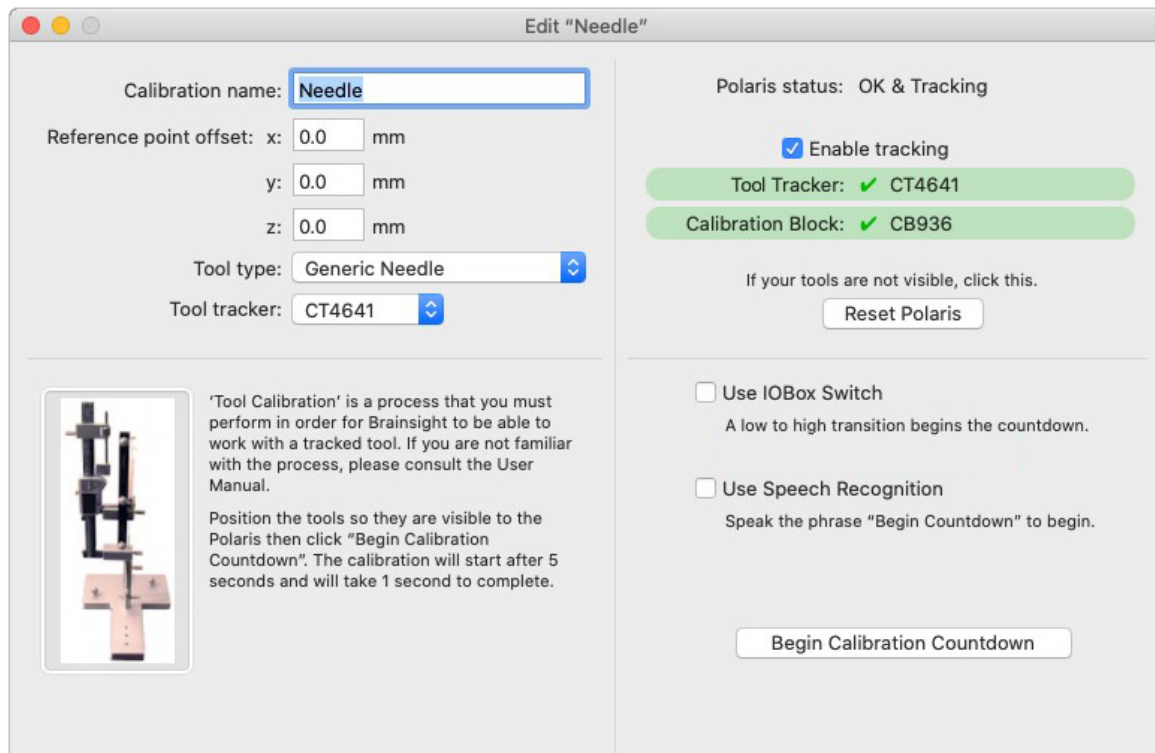 Edit “Needle”
Calibration name: Needle
Reference point offset: x: 0.0 mm
y: 0.0 mm
z: 0.0 mm
Tool type: Generic Needle
Tool tracker: CT4641
‘Tool Calibration’ is a process that you must
perform in order for Brainsight to be able to
work with a tracked tool. If you are not familiar
with the process, please consult the User
Manual.
Position the tools so they are visible to the
Polaris then click “Begin Calibration
Countdown”. The calibration will start after 5
seconds and will take 1 second to complete.
Polaris status: OK & Tracking
Enable tracking
Tool Tracker: ✔ CT4641
Calibration Block: ✔ CB936
If your tools are not visible, click this.
Reset Polaris
Use IOBox Switch
A low to high transition begins the countdown.
Use Speech Recognition
Speak the phrase “Begin Countdown” to begin.
Begin Calibration Countdown